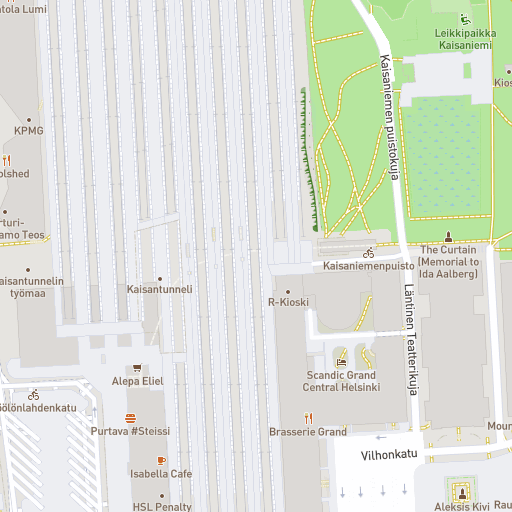 Lumi
Leikkipaikka
Kaisaniemi
Kaisaniemen puistokuja
KPMG
The Curtain
(Memorial to
Ida Aalberg)
Kaisaniemenpuisto
Kaisantunneli
työmaa
R-Kioski
Läntinen Teatterikuja
Scandic Grand
Central Helsinki
Alepa Eliel
Purtava #Steissi
Brasserie Grand
Vilhonkatu
Isabella Cafe
HSL Penalty
Aleksis Kivi